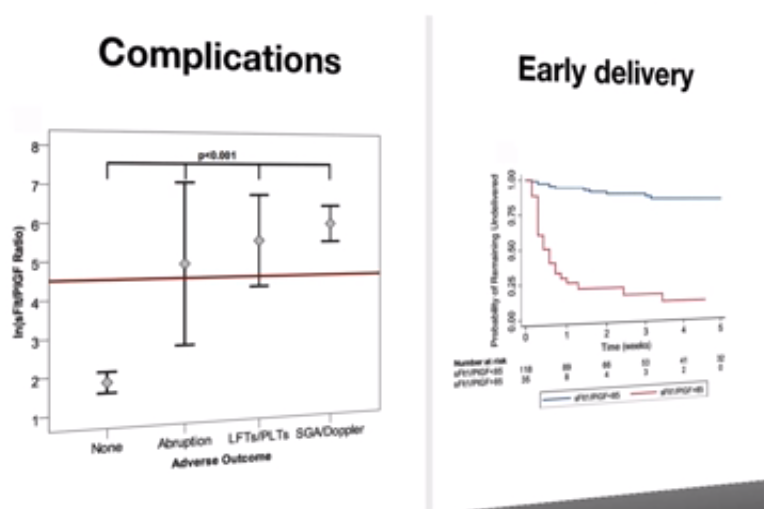 Complications
8
7
6
5
4
3
2
1
ln(sFlt/PlGF Ratio)
p<0.001
None
Abruption
LFTs/PLTs
SGA/Doppler
Adverse Outcome
Early delivery
Probability of Remaining Undelivered
1.00
0.75
0.50
0.25
0.00
0 1 2 3 4 5
Time (weeks)
Number at risk